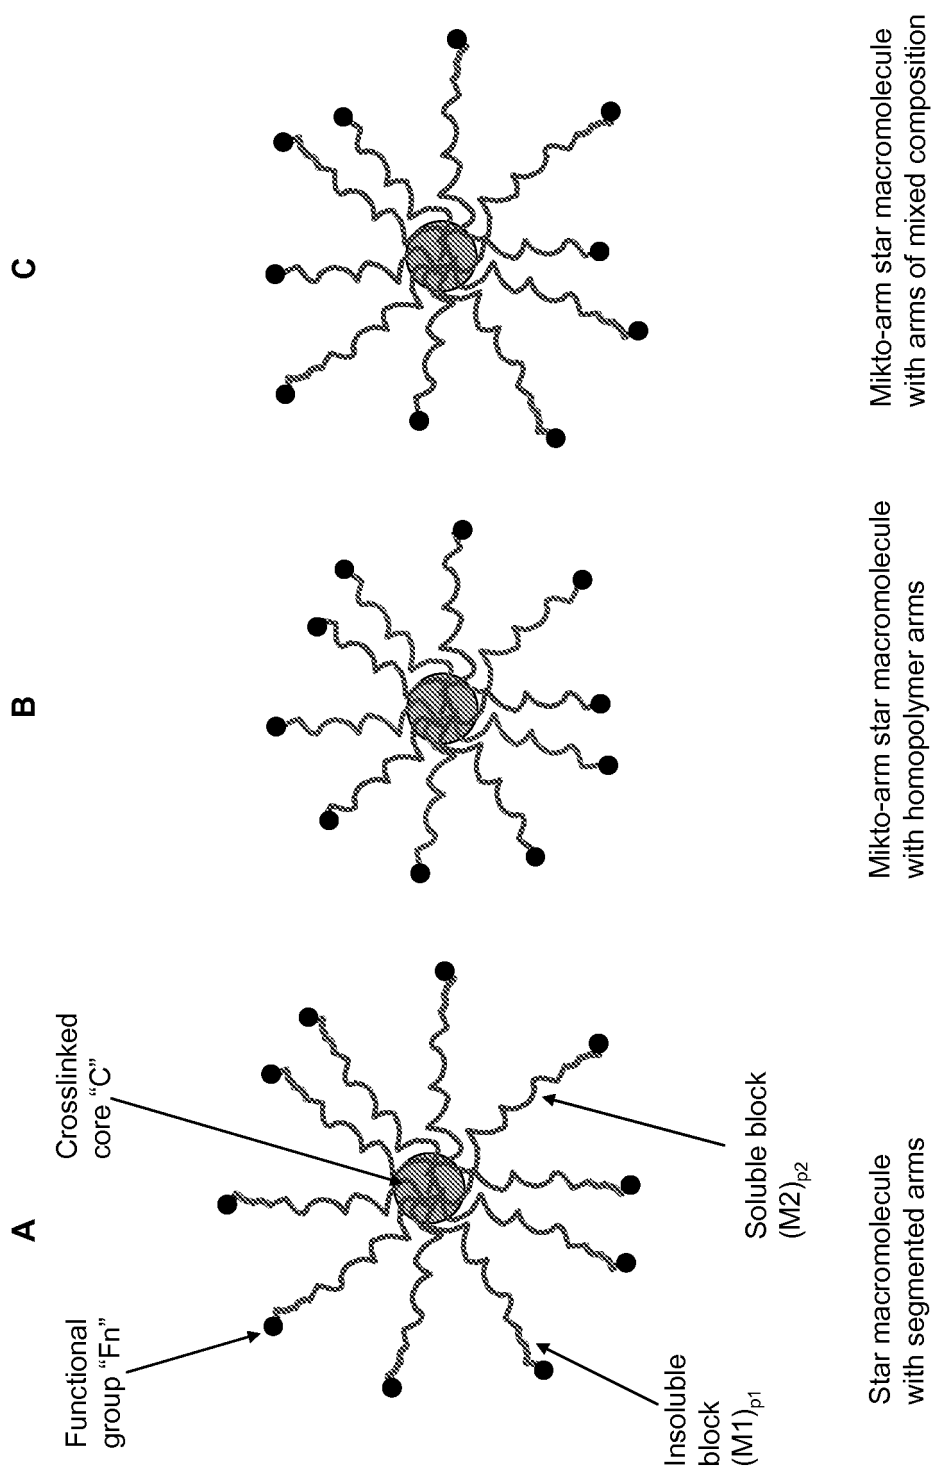 A
Functional
group “Fn”
Crosslinked
core “C”
Insoluble
block
(M1)p1
Soluble block
(M2)p2
Star macromolecule
with segmented arms
B
Mikto-arm star macromolecule
with homopolymer arms
C
Mikto-arm star macromolecule
with arms of mixed composition